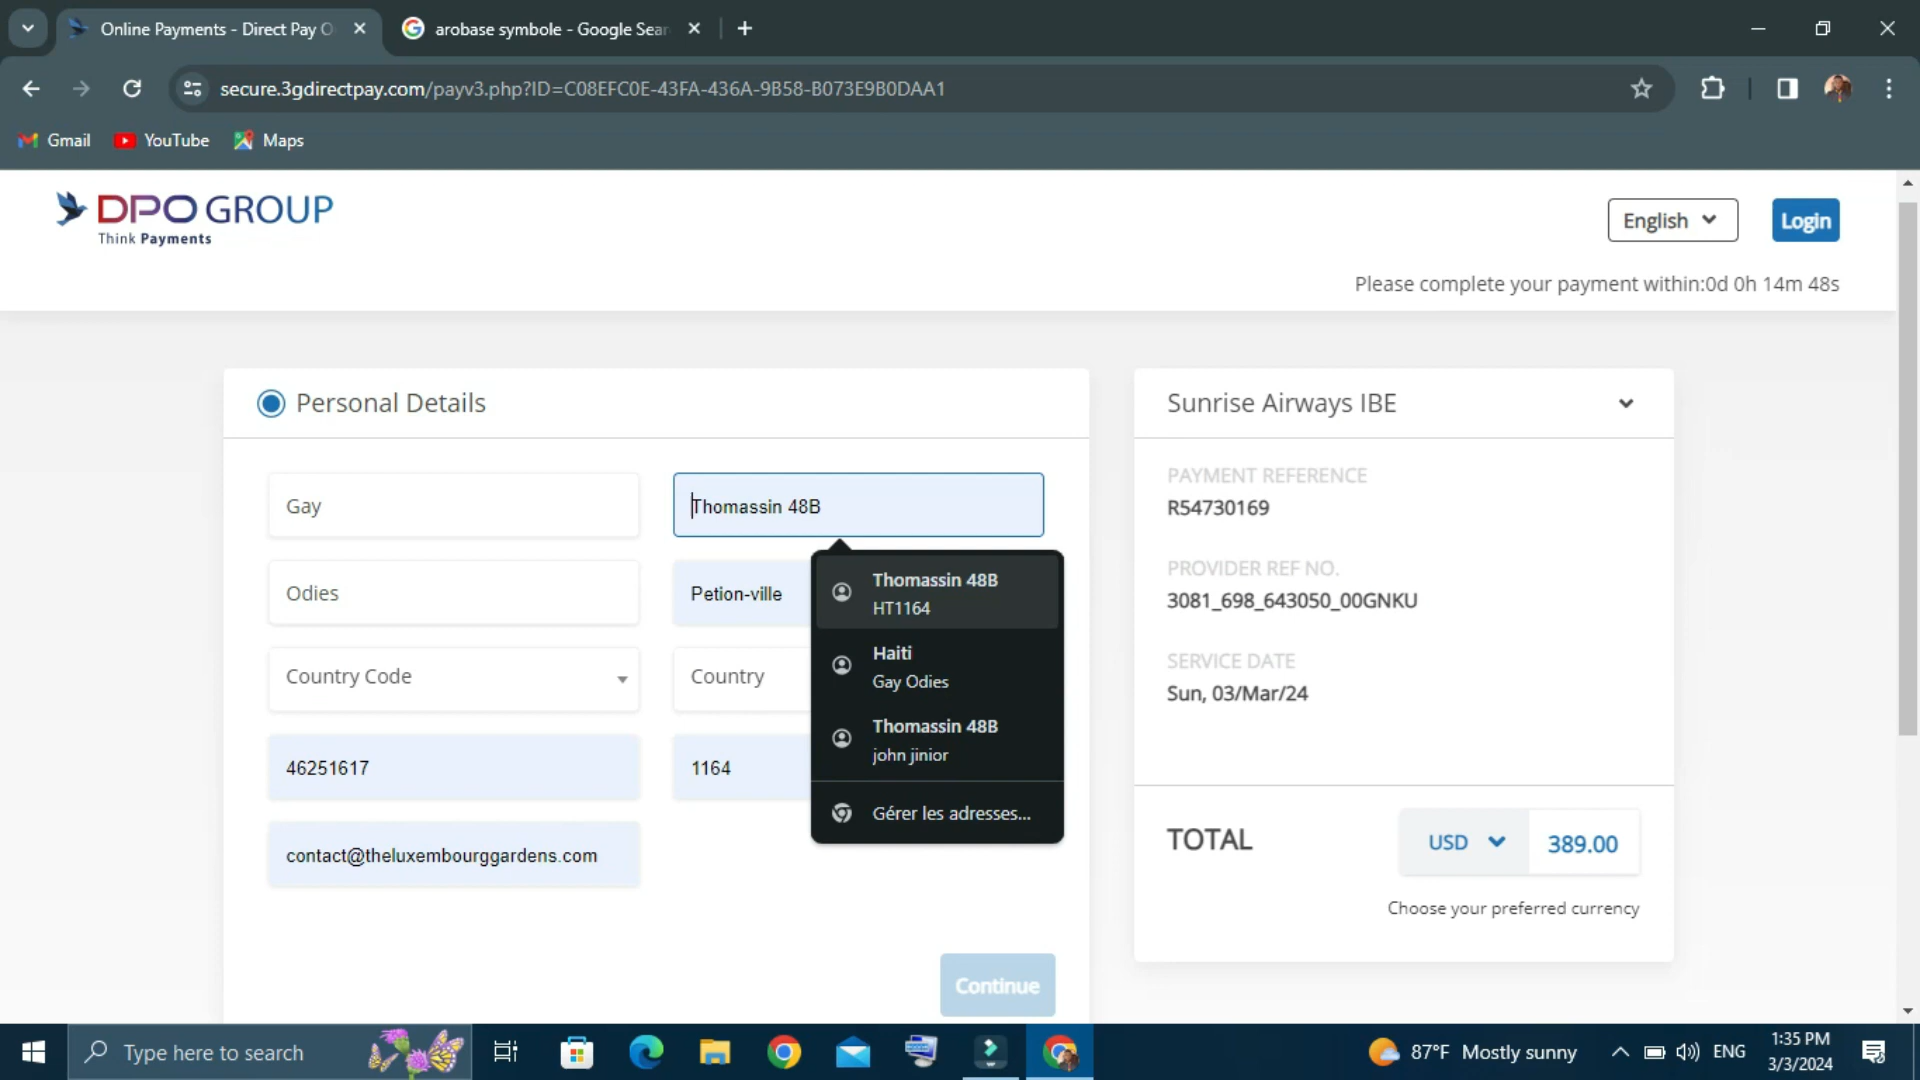 Online Payments - Direct Pay O
arobase symbole - Google Sear
secure.3gdirectpay.com/payv3.php?ID=C08EFC0E-43FA-436A-9B58-B073E9B0DAA1
Gmail
YouTube
Maps
DPO GROUP
Think Payments
English
Login
Please complete your payment within:0d 0h 14m 48s
Personal Details
Gay
Thomassin 48B
Odies
Petion-ville
Country Code
Country
46251617
1164
contact@theluxembourggardens.com
Thomassin 48B
HT1164
Haiti
Gay Odies
Thomassin 48B
john jinior
Gérer les adresses...
Continue
Sunrise Airways IBE
PAYMENT REFERENCE
R54730169
PROVIDER REF NO.
3081_698_643050_00GNKU
SERVICE DATE
Sun, 03/Mar/24
TOTAL
USD
389.00
Choose your preferred currency
Type here to search
87°F Mostly sunny
ENG
1:35 PM
3/3/2024